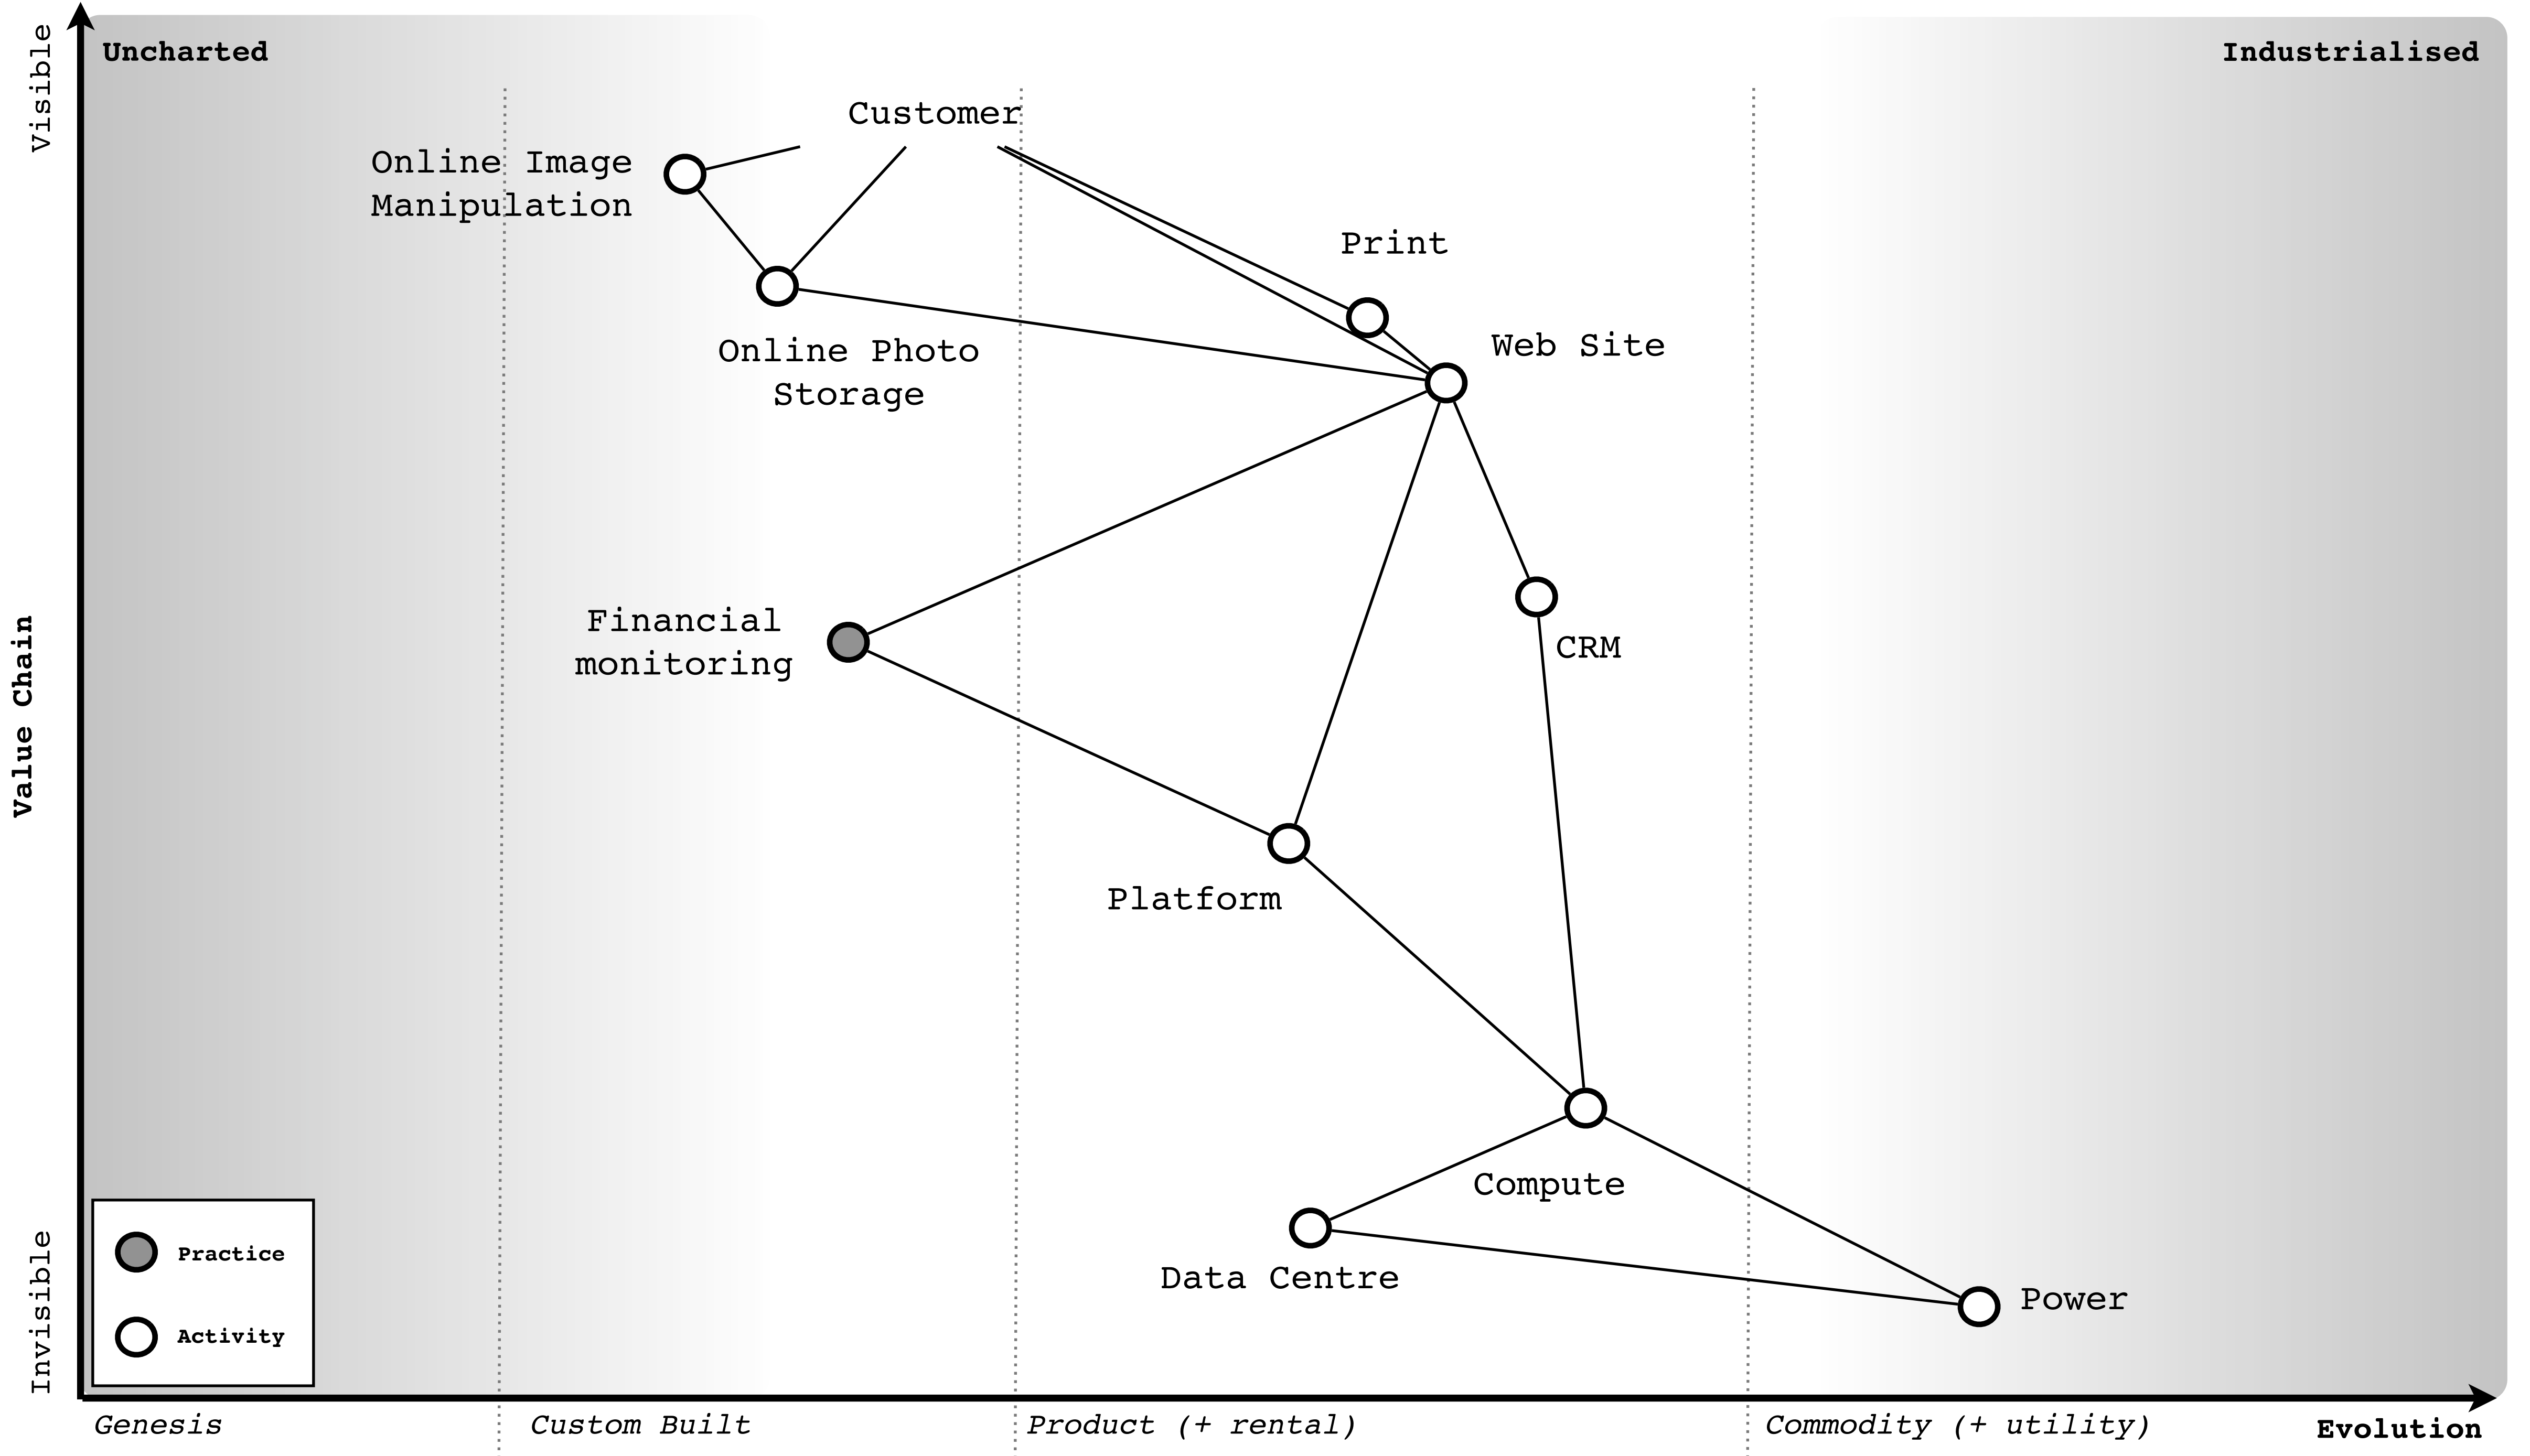 Uncharted
Industrialised
Visible
Customer
Online Image
Manipulation
Print
Web Site
Online Photo
Storage
Financial
monitoring
CRM
Value Chain
Platform
Compute
Data Centre
Power
Invisible
Practice
Activity
Genesis
Custom Built
Product (+ rental)
Commodity (+ utility)
Evolution